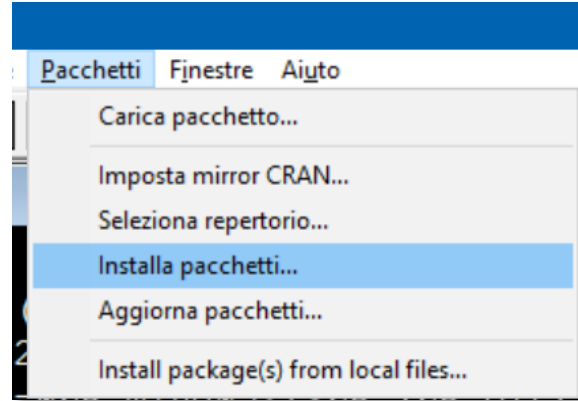 Pacchetti Finestre Aiuto
Carica pacchetto...
Imposta mirror CRAN...
Seleziona repertorio...
Installa pacchetti...
Aggiorna pacchetti...
Install package(s) from local files...